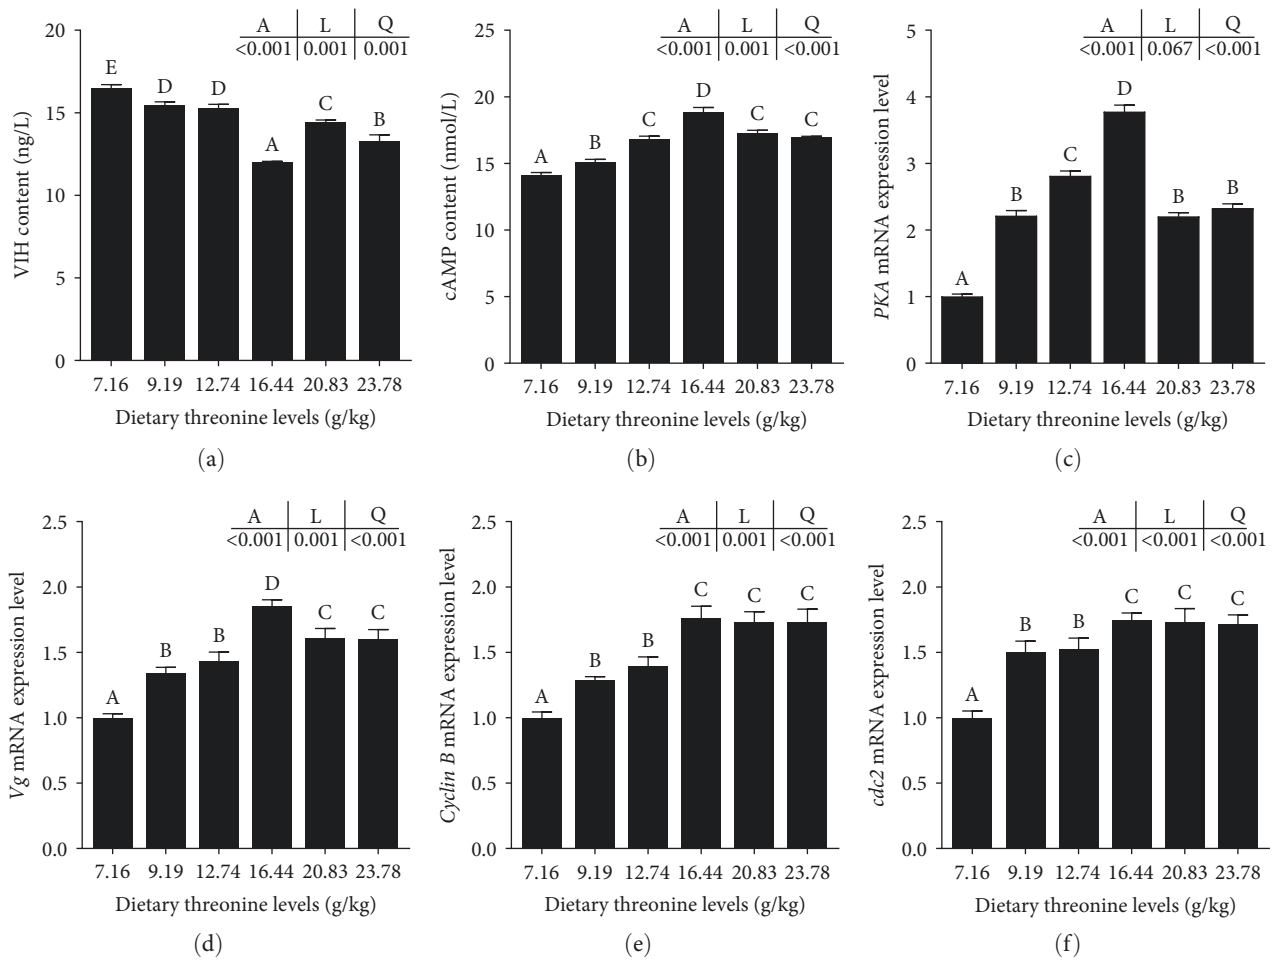 A L Q
<0.001 0.001 0.001
20
15
10
5
0
VIH content (ng/L)
E D D A C B
7.16 9.19 12.74 16.44 20.83 23.78
Dietary threonine levels (g/kg)
(a)
A L Q
<0.001 0.001 <0.001
25
20
15
10
5
0
cAMP content (nmol/L)
A B C D C C
7.16 9.19 12.74 16.44 20.83 23.78
Dietary threonine levels (g/kg)
(b)
A L Q
<0.001 0.067 <0.001
5
4
3
2
1
0
PKA mRNA expression level
A B C D B B
7.16 9.19 12.74 16.44 20.83 23.78
Dietary threonine levels (g/kg)
(c)
A L Q
<0.001 0.001 <0.001
2.5
2.0
1.5
1.0
0.5
0.0
Vg mRNA expression level
A B B D C C
7.16 9.19 12.74 16.44 20.83 23.78
Dietary threonine levels (g/kg)
(d)
A L Q
<0.001 0.001 <0.001
2.5
2.0
1.5
1.0
0.5
0.0
Cyclin B mRNA expression level
A B B C C C
7.16 9.19 12.74 16.44 20.83 23.78
Dietary threonine levels (g/kg)
(e)
A L Q
<0.001 <0.001 <0.001
2.5
2.0
1.5
1.0
0.5
0.0
cdc2 mRNA expression level
A B B C C C
7.16 9.19 12.74 16.44 20.83 23.78
Dietary threonine levels (g/kg)
(f)